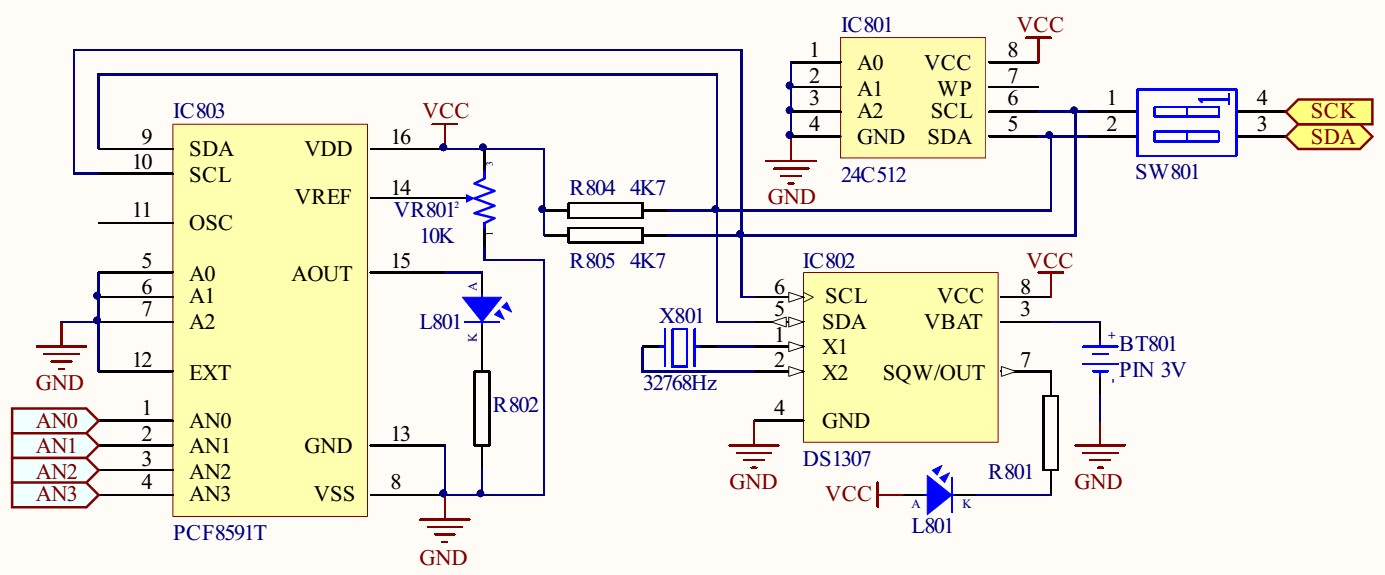 IC801
VCC
1 A0 VCC 8
2 A1 WP 7
3 A2 SCL 6
4 GND SDA 5
24C512
GND
1 4 SCK
2 3 SDA
SW801
IC803
VCC
9 SDA VDD 16
10 SCL
VREF 14
11 OSC
5 A0 AOUT 15
6 A1
7 A2
12 EXT
GND
AN0 1 AN0
AN1 2 AN1 GND 13
AN2 3 AN2
AN3 4 AN3 VSS 8
PCF8591T
GND
3
VR801 2
10K
1
A
L801
K
R802
R804 4K7
R805 4K7
IC802
VCC
6 SCL VCC 8
5 SDA VBAT 3
1 X1
2 X2 SQW/OUT 7
4 GND
DS1307
GND
X801
32768Hz
+
BT801
PIN 3V
-
GND
R801
VCC
A K
L801